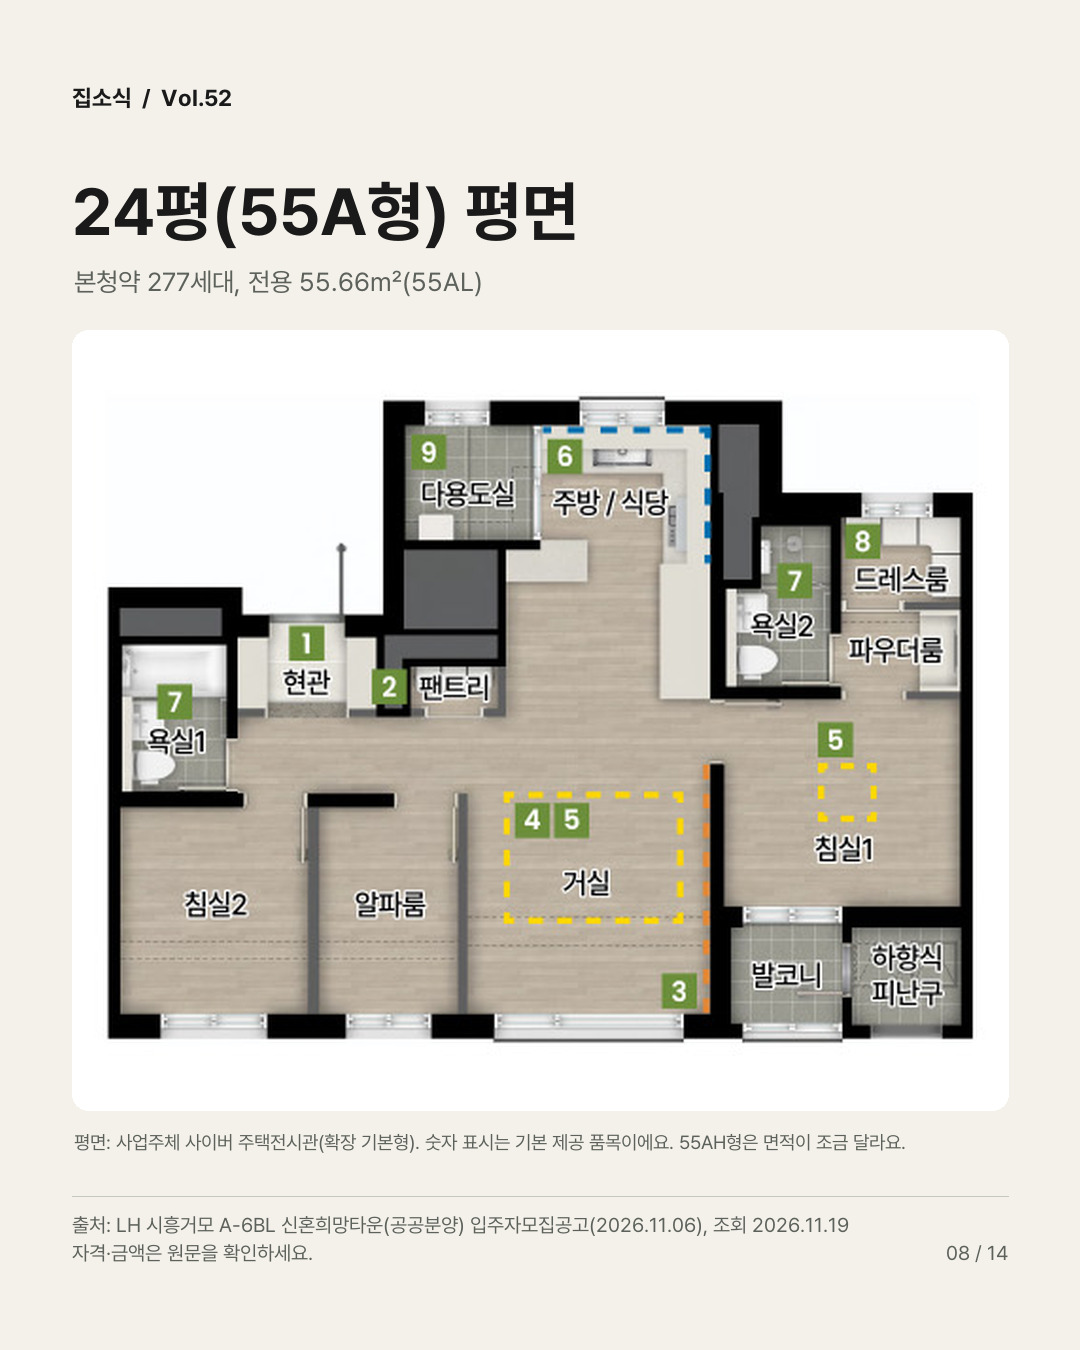 집소식 / Vol.52
24평(55A형) 평면
본청약 277세대, 전용 55.66m²(55AL)
9
다용도실
6
주방 / 식당
8
드레스룸
7
욕실2
파우더룸
1
현관
2
팬트리
7
욕실1
5
침실1
4 5
거실
침실2
알파룸
3
발코니
하향식
피난구
평면: 사업주체 사이버 주택전시관(확장 기본형). 숫자 표시는 기본 제공 품목이에요. 55AH형은 면적이 조금 달라요.
출처: LH 시흥거모 A-6BL 신혼희망타운(공공분양) 입주자모집공고(2026.11.06), 조회 2026.11.19
자격·금액은 원문을 확인하세요.
08 / 14